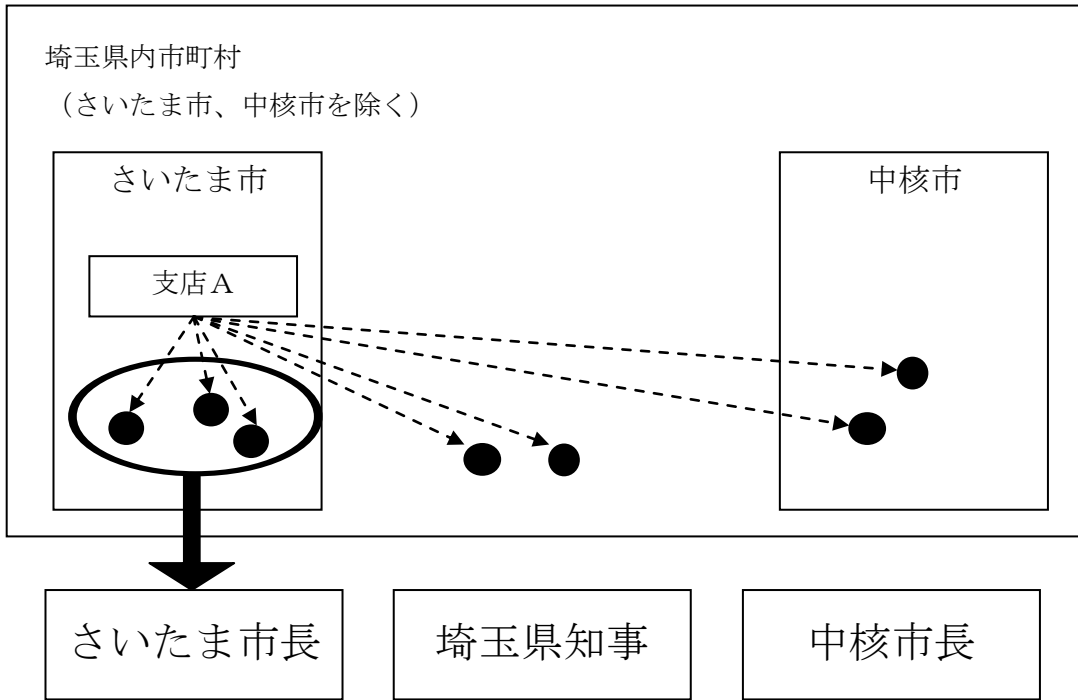 埼玉県内市町村
（さいたま市、中核市を除く）
さいたま市
中核市
支店A
さいたま市長
埼玉県知事
中核市長